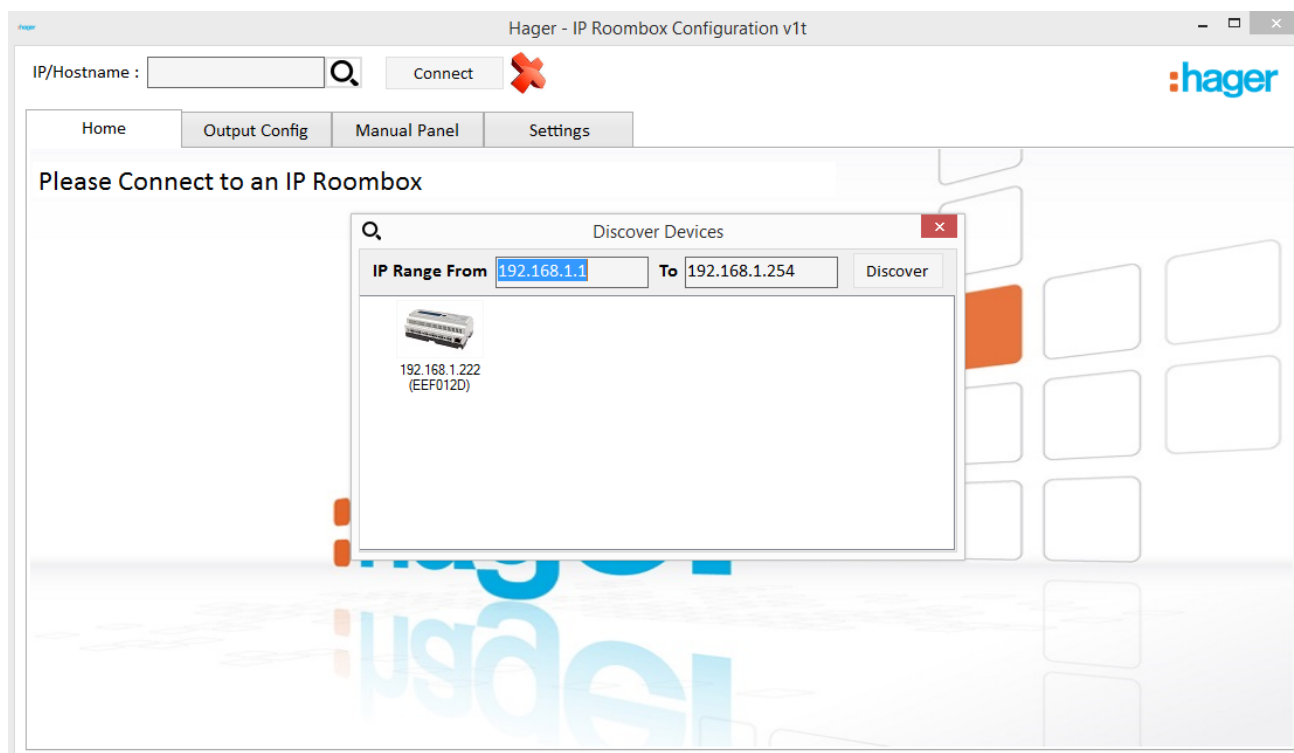 :hager
Hager - IP Roombox Configuration v1t
IP/Hostname :
Connect
:hager
Home
Output Config
Manual Panel
Settings
Please Connect to an IP Roombox
Discover Devices
IP Range From
192.168.1.1
To
192.168.1.254
Discover
192.168.1.222
(EEF012D)
:hager